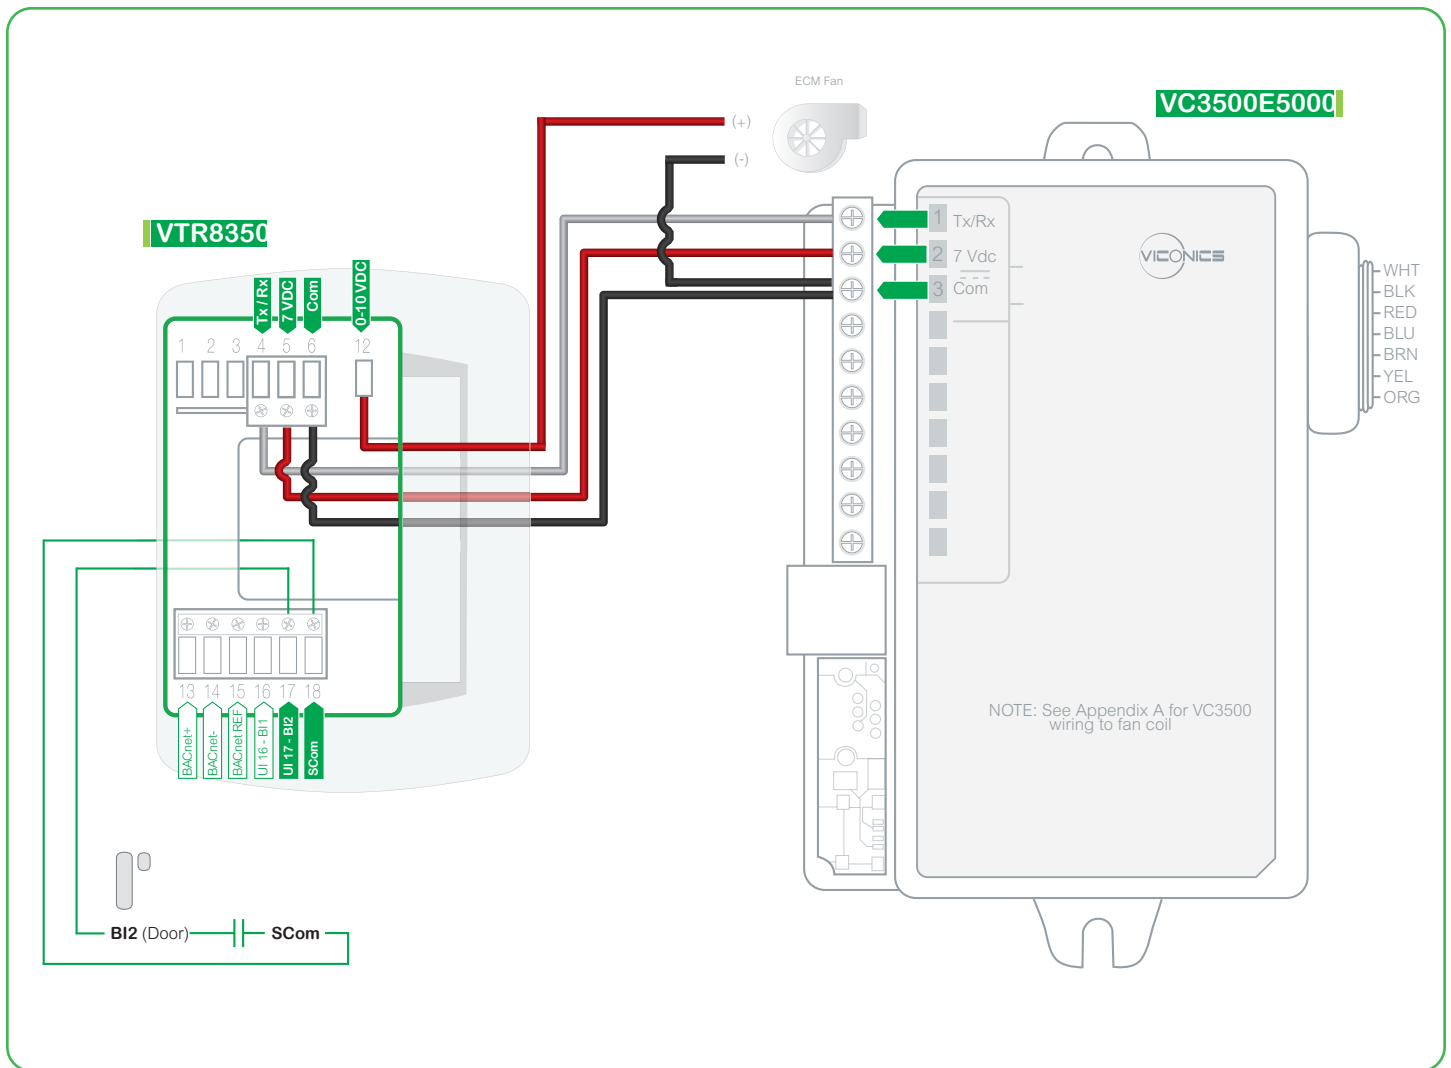 ECM Fan
VC3500E5000
(+)
(-)
VTR8350
Tx / Rx
7 VDC
Com
0-10 VDC
1 2 3 4 5 6 12
1 Tx/Rx
2 7 Vdc
3 Com
VICONICS
WHT
BLK
RED
BLU
BRN
YEL
ORG
13 14 15 16 17 18
BACnet+
BACnet-
BACnet REF
UI 16 - BI1
UI 17 - BI2
SCom
NOTE: See Appendix A for VC3500
wiring to fan coil
BI2 (Door) SCom